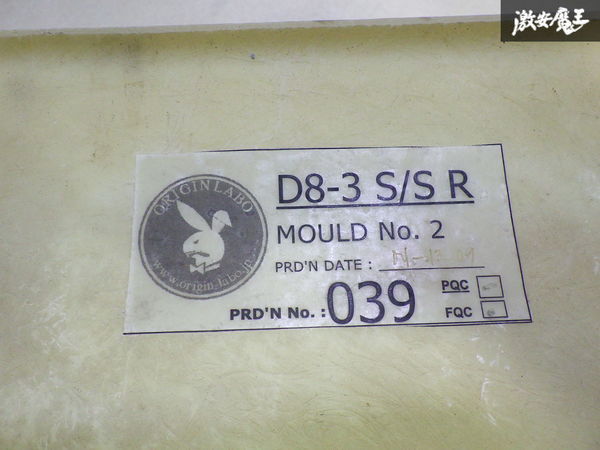 激安魔王
ORIGINLABO
www.origin-labo.jp
D8-3 S/S R
MOULD No. 2
PRD'N DATE :
PRD'N No. : 039
PQC
FQC